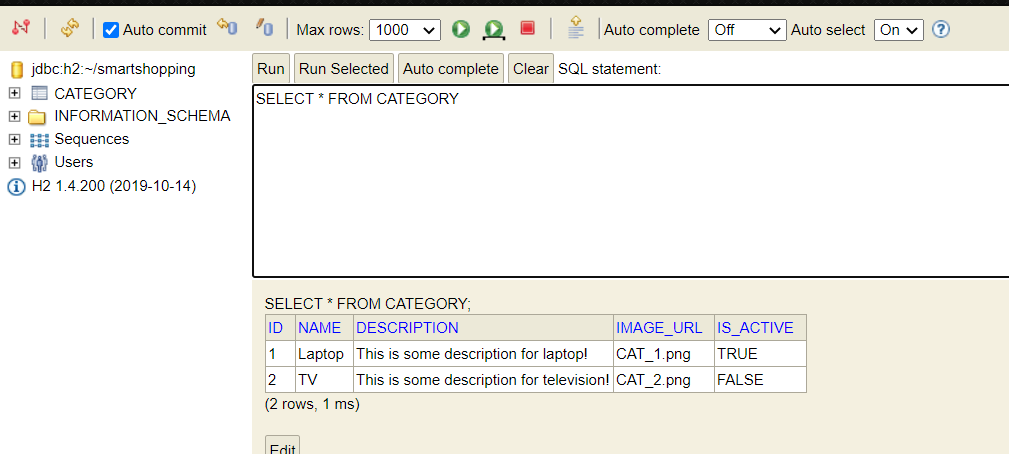 Auto commit Max rows: 1000 Auto complete Off Auto select On
jdbc:h2:~/smartshopping
CATEGORY
INFORMATION_SCHEMA
Sequences
Users
H2 1.4.200 (2019-10-14)
Run Run Selected Auto complete Clear SQL statement:
SELECT * FROM CATEGORY
SELECT * FROM CATEGORY;
ID NAME DESCRIPTION IMAGE_URL IS_ACTIVE
1 Laptop This is some description for laptop! CAT_1.png TRUE
2 TV This is some description for television! CAT_2.png FALSE
(2 rows, 1 ms)
Edit